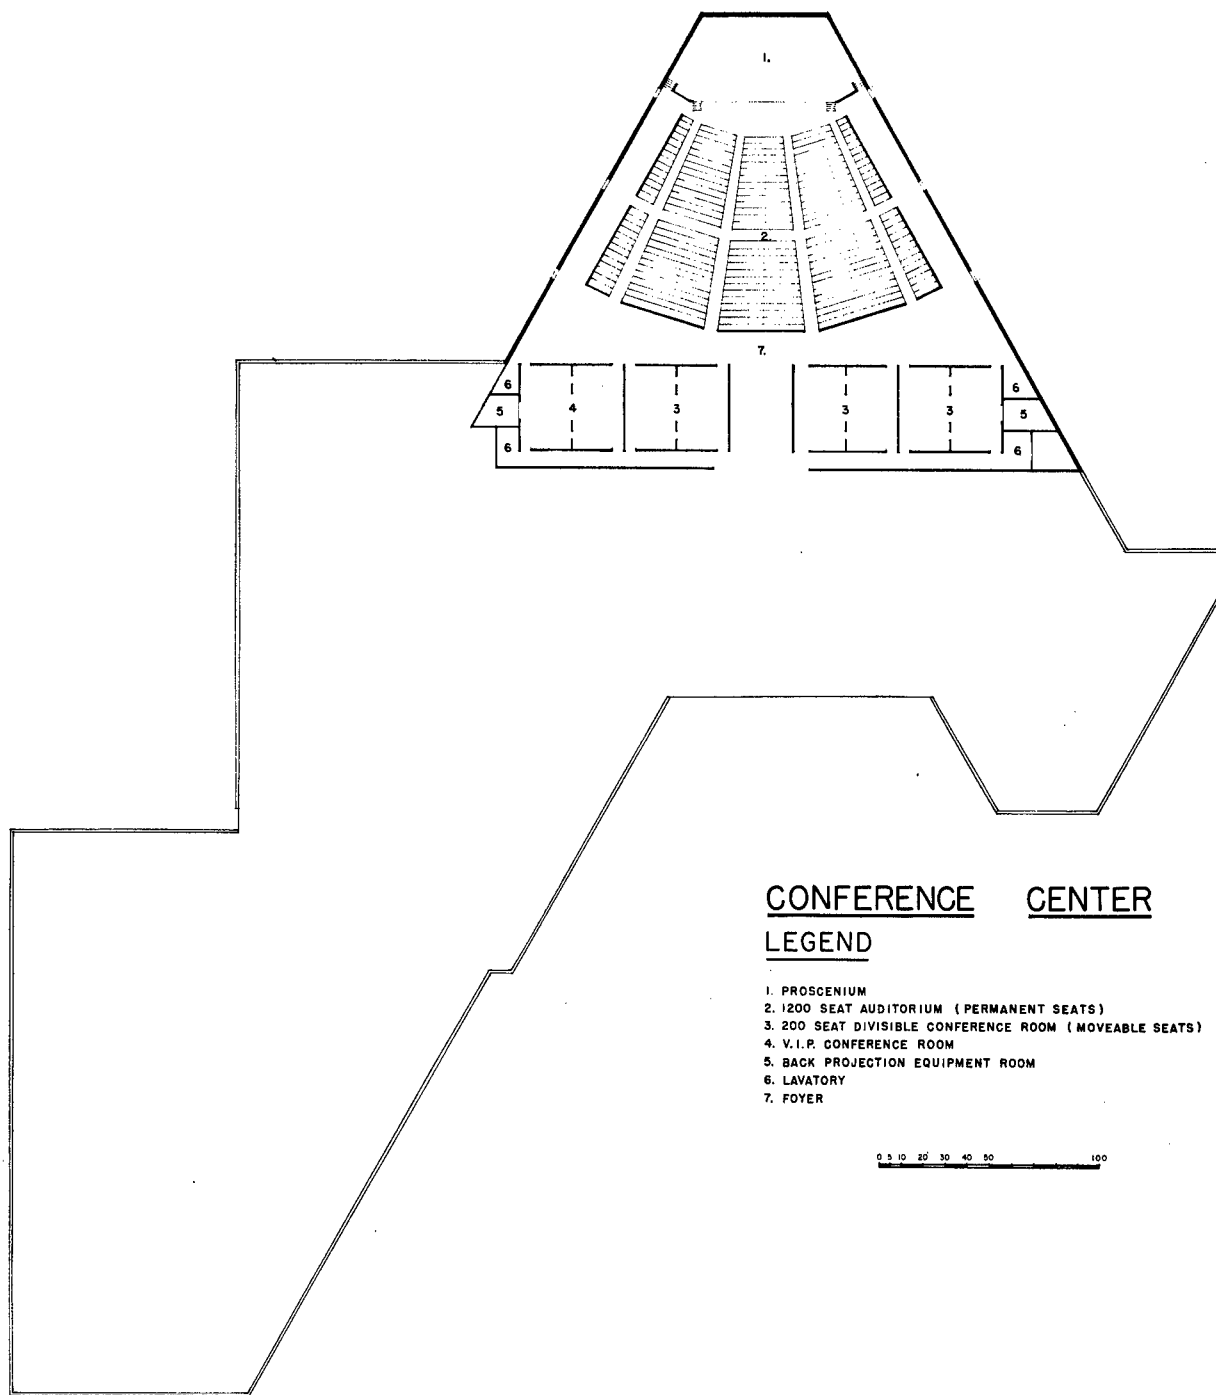 1.
2.
7.
6
6
5
4
3
3
3
5
6
6
CONFERENCE CENTER
LEGEND
1. PROSCENIUM
2. 1200 SEAT AUDITORIUM (PERMANENT SEATS)
3. 200 SEAT DIVISIBLE CONFERENCE ROOM (MOVEABLE SEATS)
4. V.I.P. CONFERENCE ROOM
5. BACK PROJECTION EQUIPMENT ROOM
6. LAVATORY
7. FOYER
0 5 10 20 30 40 50 100